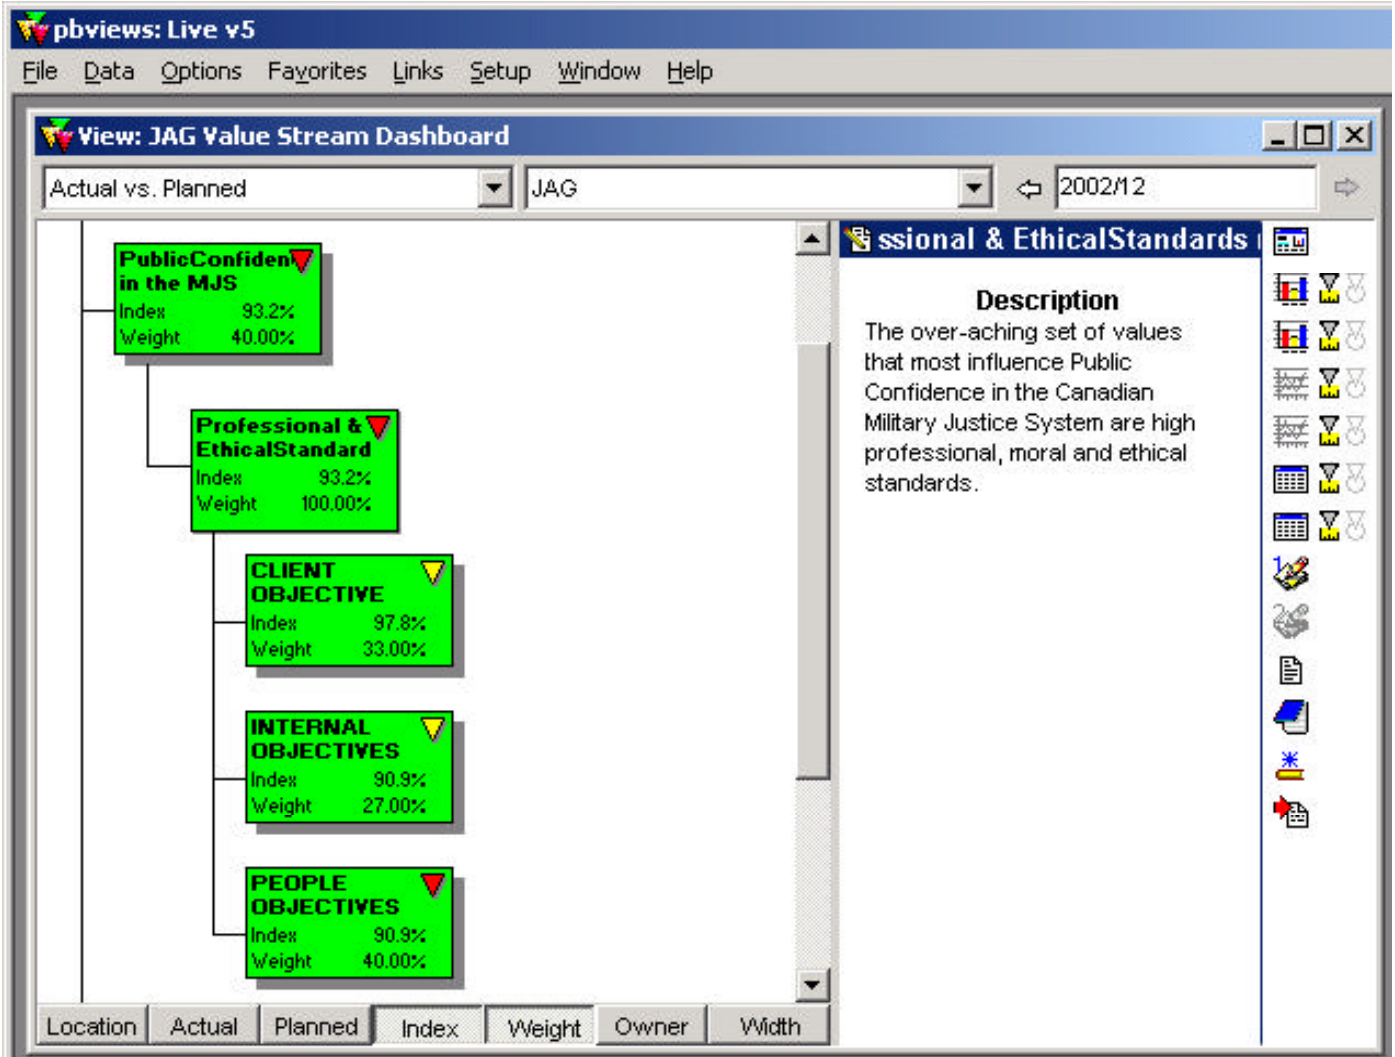 pbviews: Live v5
File Data Options Favorites Links Setup Window Help
View: JAG Value Stream Dashboard
Actual vs. Planned
JAG
2002/12
PublicConfiden
in the MJS
Index 93.2%
Weight 40.00%
Professional &
EthicalStandard
Index 93.2%
Weight 100.00%
CLIENT
OBJECTIVE
Index 97.8%
Weight 33.00%
INTERNAL
OBJECTIVES
Index 90.9%
Weight 27.00%
PEOPLE
OBJECTIVES
Index 90.9%
Weight 40.00%
ssional & EthicalStandards
Description
The over-aching set of values
that most influence Public
Confidence in the Canadian
Military Justice System are high
professional, moral and ethical
standards.
Location Actual Planned Index Weight Owner Width